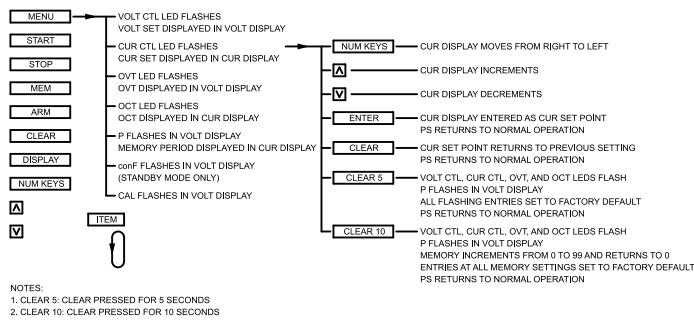 MENU
START
STOP
MEM
ARM
CLEAR
DISPLAY
NUM KEYS
VOLT CTL LED FLASHES
VOLT SET DISPLAYED IN VOLT DISPLAY
CUR CTL LED FLASHES
CUR SET DISPLAYED IN CUR DISPLAY
OVT LED FLASHES
OVT DISPLAYED IN VOLT DISPLAY
OCT LED FLASHES
OCT DISPLAYED IN CUR DISPLAY
P FLASHES IN VOLT DISPLAY
MEMORY PERIOD DISPLAYED IN CUR DISPLAY
conF FLASHES IN VOLT DISPLAY
(STANDBY MODE ONLY)
CAL FLASHES IN VOLT DISPLAY
ITEM
NUM KEYS
CUR DISPLAY MOVES FROM RIGHT TO LEFT
CUR DISPLAY INCREMENTS
CUR DISPLAY DECREMENTS
ENTER
CUR DISPLAY ENTERED AS CUR SET POINT
PS RETURNS TO NORMAL OPERATION
CLEAR
CUR SET POINT RETURNS TO PREVIOUS SETTING
PS RETURNS TO NORMAL OPERATION
CLEAR 5
VOLT CTL, CUR CTL, OVT, AND OCT LEDS FLASH
P FLASHES IN VOLT DISPLAY
ALL FLASHING ENTRIES SET TO FACTORY DEFAULT
PS RETURNS TO NORMAL OPERATION
CLEAR 10
VOLT CTL, CUR CTL, OVT, AND OCT LEDS FLASH
P FLASHES IN VOLT DISPLAY
MEMORY INCREMENTS FROM 0 TO 99 AND RETURNS TO 0
ENTRIES AT ALL MEMORY SETTINGS SET TO FACTORY DEFAULT
PS RETURNS TO NORMAL OPERATION
NOTES:
1. CLEAR 5: CLEAR PRESSED FOR 5 SECONDS
2. CLEAR 10: CLEAR PRESSED FOR 10 SECONDS